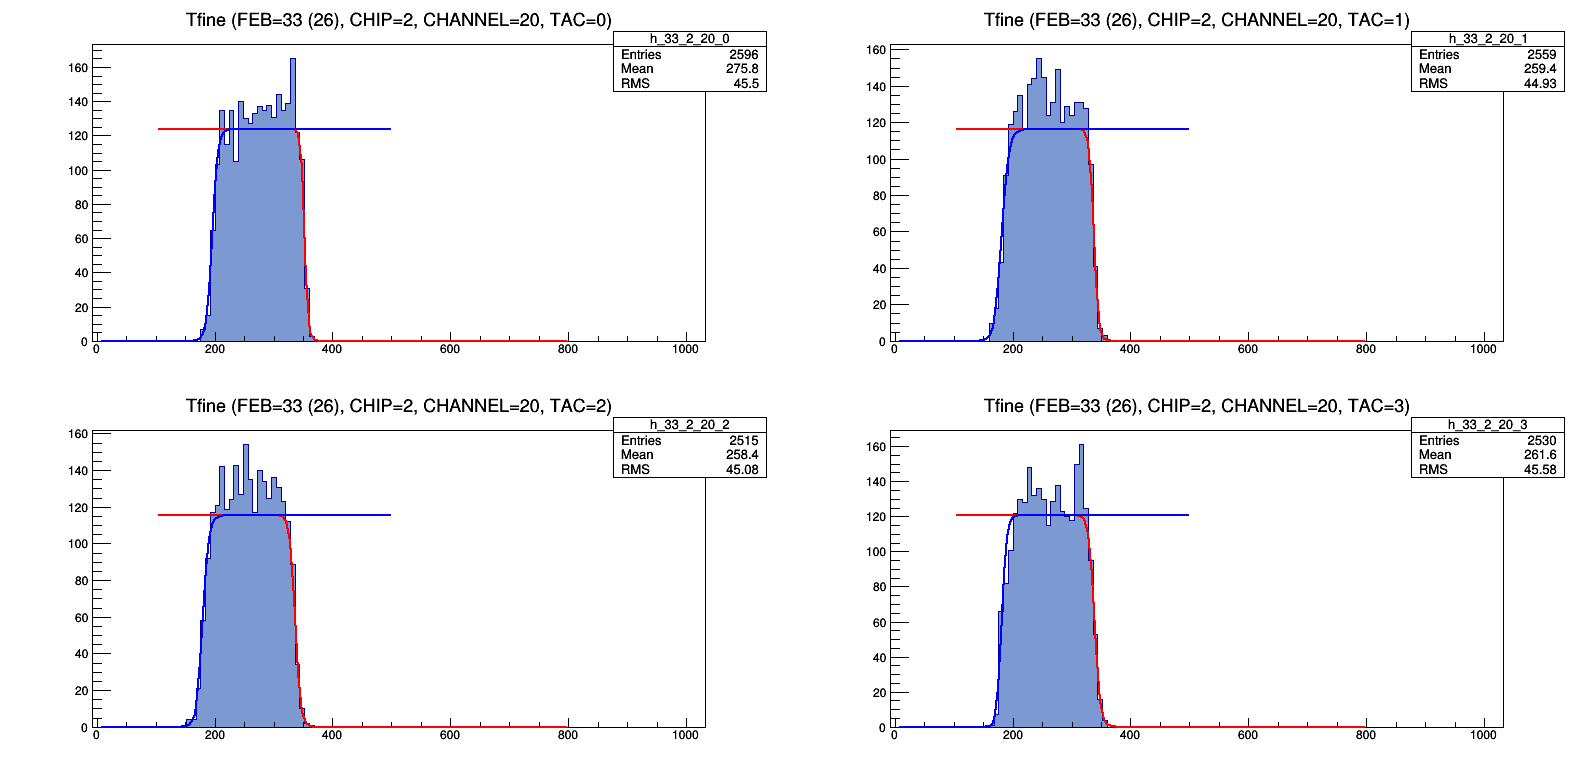 Tfine (FEB=33 (26), CHIP=2, CHANNEL=20, TAC=0)
h_33_2_20_0
Entries 2596
Mean 275.8
RMS 45.5
160
140
120
100
80
60
40
20
0
0 200 400 600 800 1000
Tfine (FEB=33 (26), CHIP=2, CHANNEL=20, TAC=1)
h_33_2_20_1
Entries 2559
Mean 259.4
RMS 44.93
160
140
120
100
80
60
40
20
0
0 200 400 600 800 1000
Tfine (FEB=33 (26), CHIP=2, CHANNEL=20, TAC=2)
h_33_2_20_2
Entries 2515
Mean 258.4
RMS 45.08
160
140
120
100
80
60
40
20
0
0 200 400 600 800 1000
Tfine (FEB=33 (26), CHIP=2, CHANNEL=20, TAC=3)
h_33_2_20_3
Entries 2530
Mean 261.6
RMS 45.58
160
140
120
100
80
60
40
20
0
0 200 400 600 800 1000